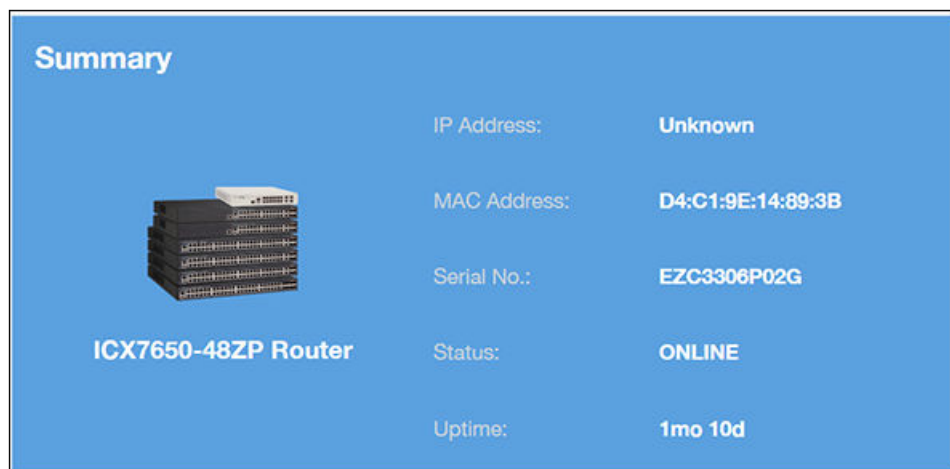 Summary
IP Address: Unknown
MAC Address: D4:C1:9E:14:89:3B
Serial No.: EZC3306P02G
ICX7650-48ZP Router
Status: ONLINE
Uptime: 1mo 10d